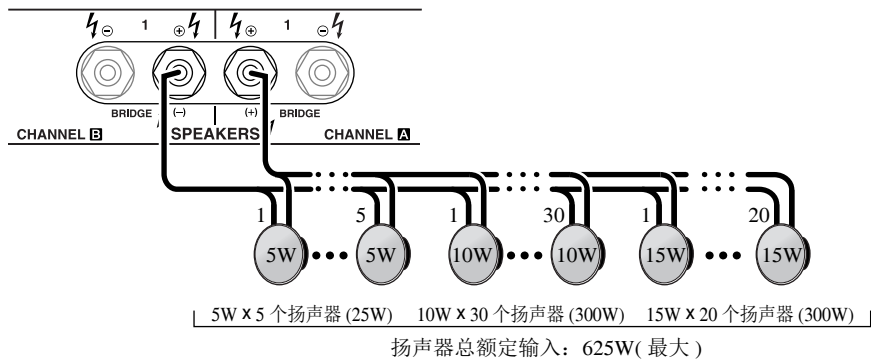 ⊖ 1 ⊕ ⊕ 1 ⊖
BRIDGE (−) (+) BRIDGE
CHANNEL B SPEAKERS CHANNEL A
1 5 1 30 1 20
5W 5W 10W 10W 15W 15W
5W X 5 个扬声器 (25W) 10W X 30 个扬声器 (300W) 15W X 20 个扬声器 (300W)
扬声器总额定输入：625W( 最大 )